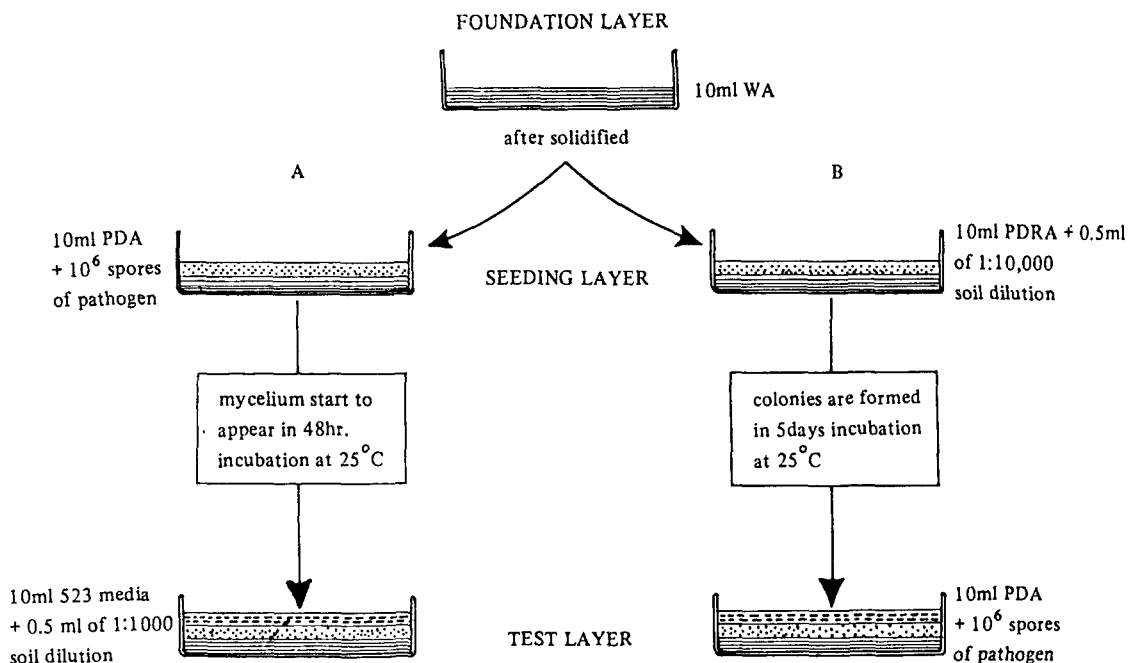 FOUNDATION LAYER
10ml WA
after solidified
A
B
10ml PDA
+ 10⁶ spores
of pathogen
SEEDING LAYER
10ml PDRA + 0.5ml
of 1:10,000
soil dilution
mycelium start to
appear in 48hr.
incubation at 25°C
colonies are formed
in 5days incubation
at 25°C
10ml 523 media
+ 0.5 ml of 1:1000
soil dilution
TEST LAYER
10ml PDA
+ 10⁶ spores
of pathogen